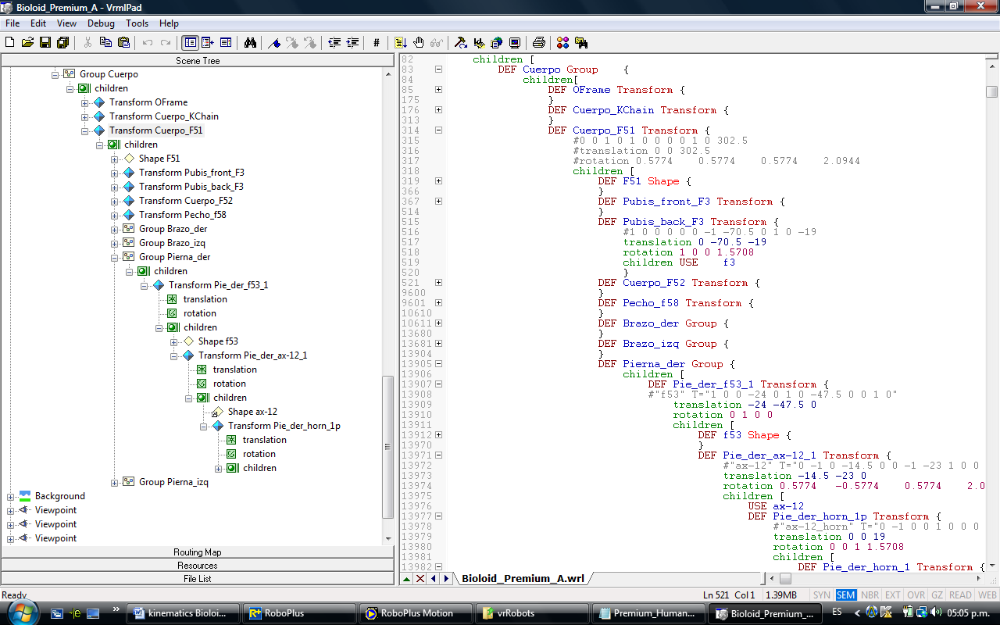 Bioloid_Premium_A - VrmlPad
File Edit View Debug Tools Help
Scene Tree
Group Cuerpo
children
Transform OFrame
Transform Cuerpo_KChain
Transform Cuerpo_F51
children
Shape F51
Transform Pubis_front_F3
Transform Pubis_back_F3
Transform Cuerpo_F52
Transform Pecho_f58
Group Brazo_der
Group Brazo_izq
Group Pierna_der
children
Transform Pie_der_f53_1
translation
rotation
children
Shape f53
Transform Pie_der_ax-12_1
translation
rotation
children
Shape ax-12
Transform Pie_der_horn_1p
translation
rotation
children
Group Pierna_izq
Background
Viewpoint
Viewpoint
Viewpoint
Routing Map
Resources
File List
82 children [
83 DEF Cuerpo Group {
84 children[
85 DEF OFrame Transform {
175 }
176 DEF Cuerpo_KChain Transform {
313 }
314 DEF Cuerpo_F51 Transform {
315 #0 0 1 0 1 0 0 0 0 1 0 302.5
316 #translation 0 0 302.5
317 #rotation 0.5774 0.5774 0.5774 2.0944
318 children [
319 DEF F51 Shape {
366 }
367 DEF Pubis_front_F3 Transform {
514 }
515 DEF Pubis_back_F3 Transform {
516 #1 0 0 0 0 0 -1 -70.5 0 1 0 -19
517 translation 0 -70.5 -19
518 rotation 1 0 0 1.5708
519 children USE f3
520 }
521 DEF Cuerpo_F52 Transform {
9600 }
9601 DEF Pecho_f58 Transform {
10610 }
10611 DEF Brazo_der Group {
13680 }
13681 DEF Brazo_izq Group {
13904 }
13905 DEF Pierna_der Group {
13906 children [
13907 DEF Pie_der_f53_1 Transform {
13908 #"f53" T="1 0 0 -24 0 1 0 -47.5 0 0 1 0"
13909 translation -24 -47.5 0
13910 rotation 0 1 0 0
13911 children [
13912 DEF f53 Shape {
13970 }
13971 DEF Pie_der_ax-12_1 Transform {
13972 #"ax-12" T="0 -1 0 -14.5 0 0 -1 -23 1 0 0
13973 translation -14.5 -23 0
13974 rotation 0.5774 -0.5774 0.5774 2.0
13975 children [
13976 USE ax-12
13977 DEF Pie_der_horn_1p Transform {
13978 #"ax-12_horn" T="0 -1 0 0 1 0 0 0
13979 translation 0 0 19
13980 rotation 0 0 1 1.5708
13981 children [
13982 DEF Pie_der_horn_1 Transform {
Bioloid_Premium_A.wrl
Ready Ln 521 Col 1 1.39MB SYN SEM NBR EXT OVR GZ READ WEB
kinematics Bioloi... RoboPlus RoboPlus Motion vrRobots Premium_Human... Bioloid_Premium_... ES 05:05 p.m.